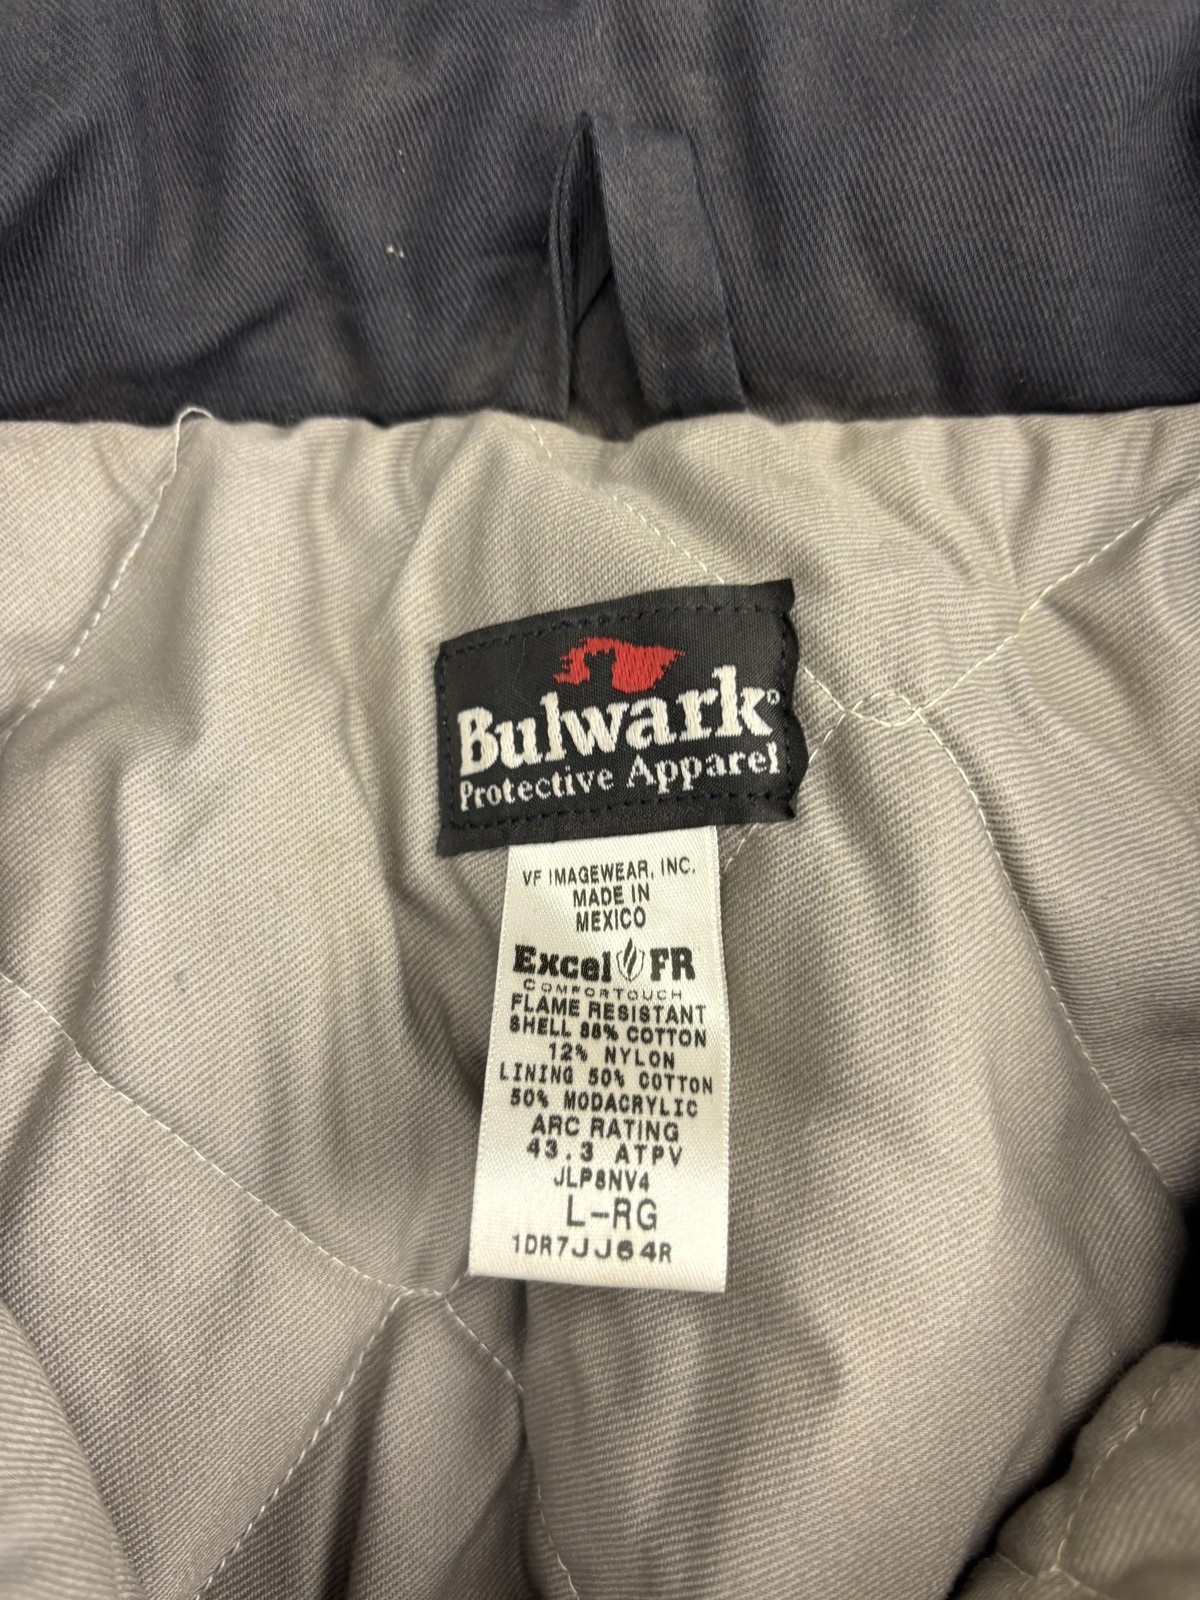 Bulwark®
Protective Apparel
VF IMAGEWEAR, INC.
MADE IN
MEXICO
Excel FR
COMFORTOUCH
FLAME RESISTANT
SHELL 88% COTTON
12% NYLON
LINING 50% COTTON
50% MODACRYLIC
ARC RATING
43.3 ATPV
JLP8NV4
L-RG
1DR7JJ64R